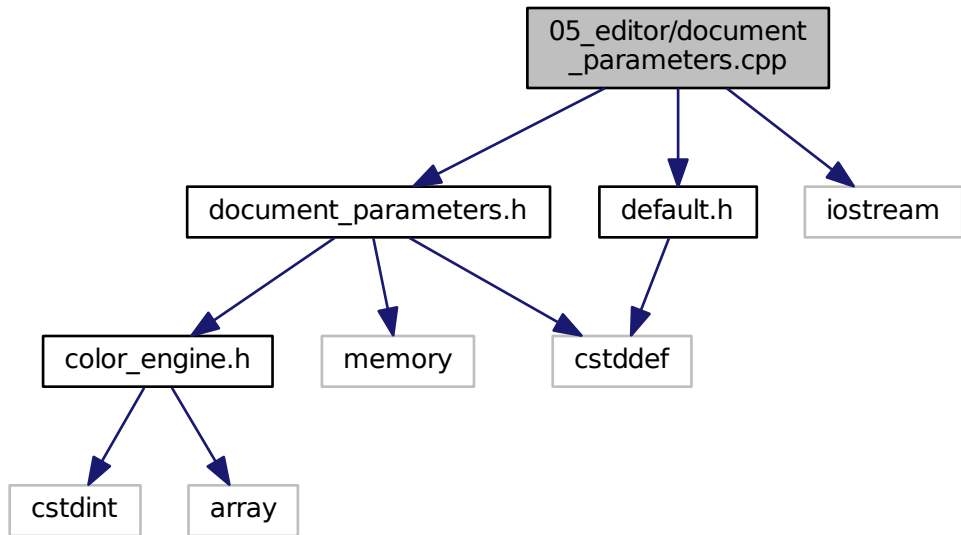 05_editor/document
_parameters.cpp
document_parameters.h
default.h
iostream
color_engine.h
memory
cstddef
cstdint
array